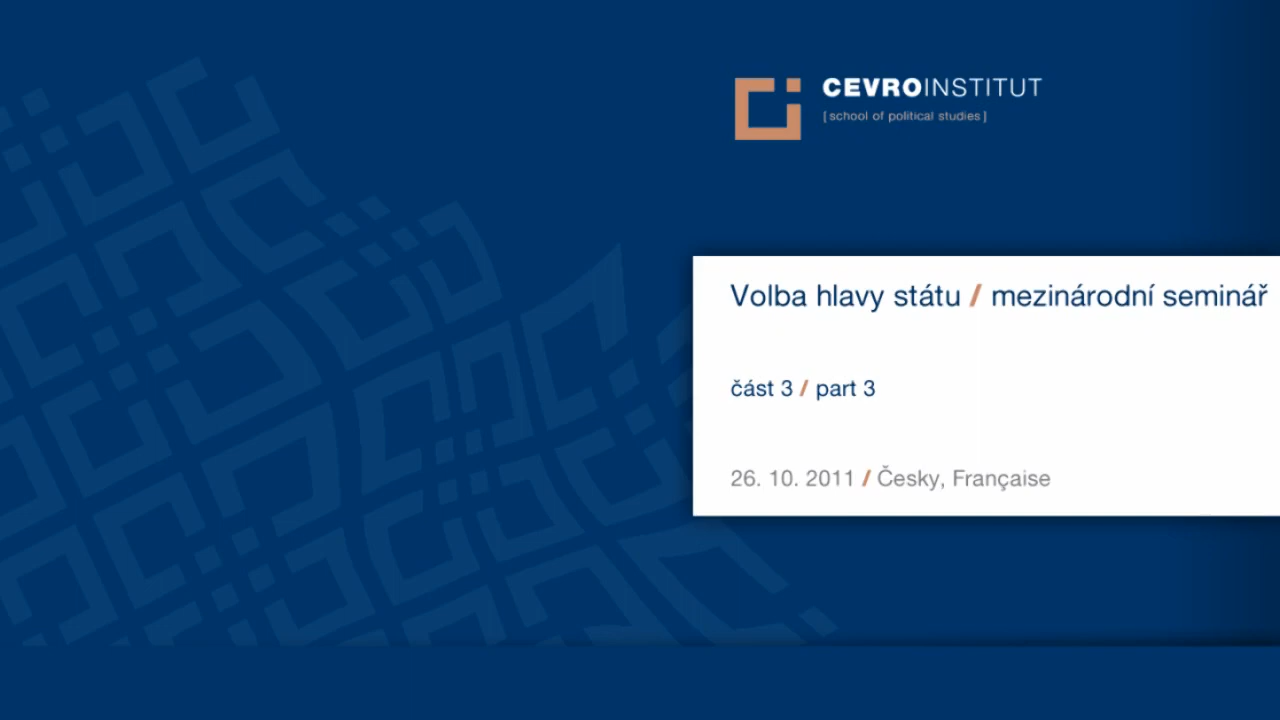 CEVROINSTITUT
[school of political studies]
Volba hlavy státu / mezinárodní seminář
část 3 / part 3
26. 10. 2011 / Česky, Française